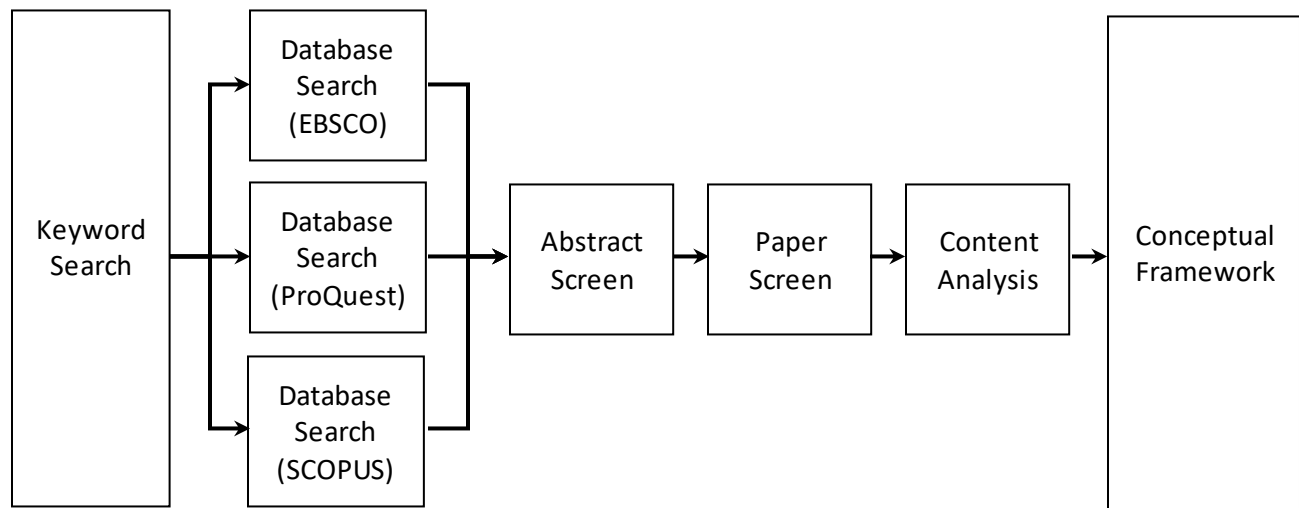 Keyword
Search
Database
Search
(EBSCO)
Database
Search
(ProQuest)
Database
Search
(SCOPUS)
Abstract
Screen
Paper
Screen
Content
Analysis
Conceptual
Framework